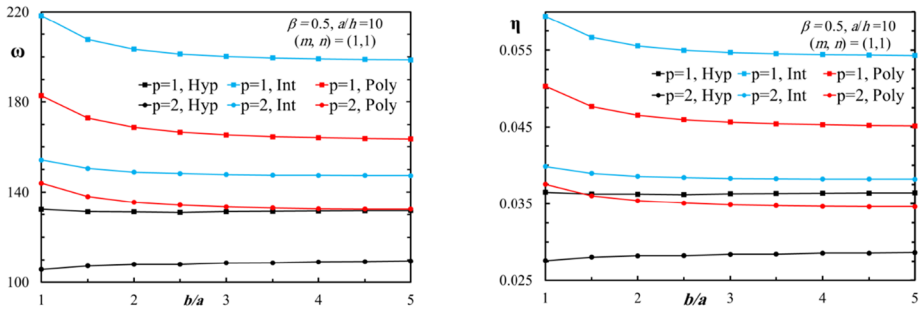 220
180
140
100
ω
β = 0.5, a/h=10
(m, n) = (1,1)
p=1, Hyp p=1, Int p=1, Poly
p=2, Hyp p=2, Int p=2, Poly
1 2 3 4 5
b/a
η
0.055
0.045
0.035
0.025
β = 0.5, a/h=10
(m, n) = (1,1)
p=1, Hyp p=1, Int p=1, Poly
p=2, Hyp p=2, Int p=2, Poly
1 2 3 4 5
b/a